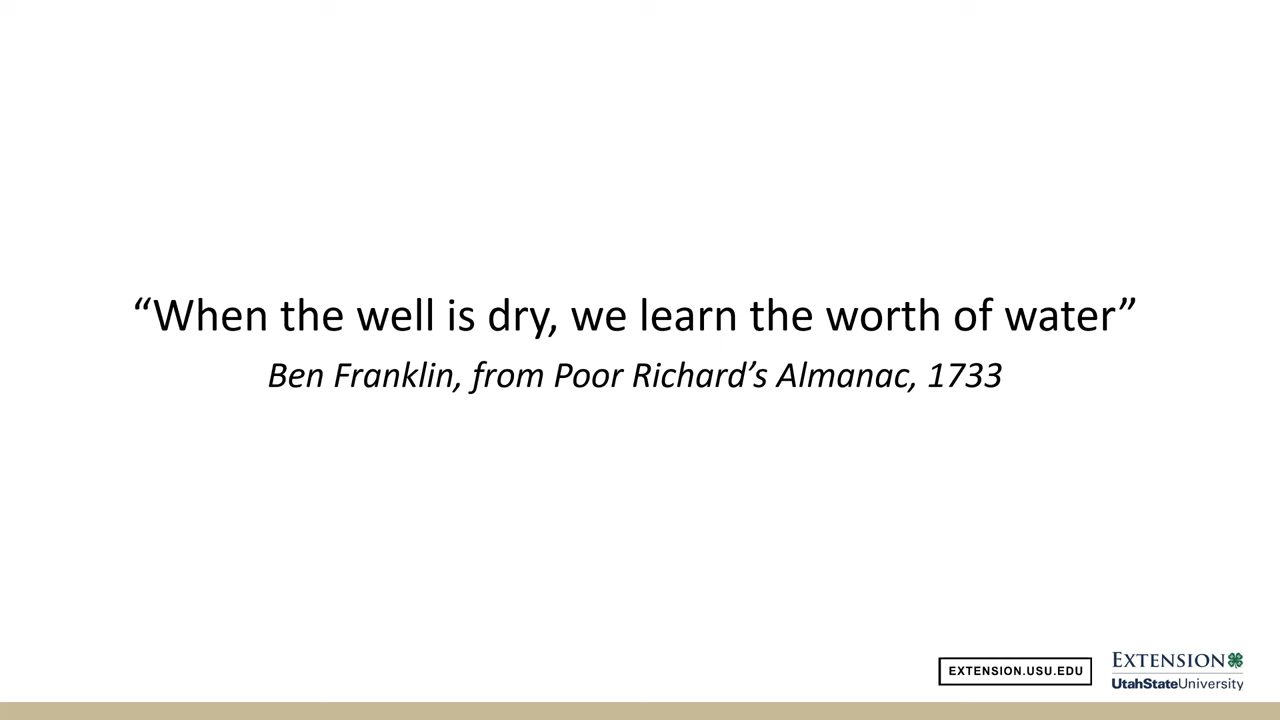 “When the well is dry, we learn the worth of water”
Ben Franklin, from Poor Richard’s Almanac, 1733
EXTENSION.USU.EDU
EXTENSION
UtahStateUniversity